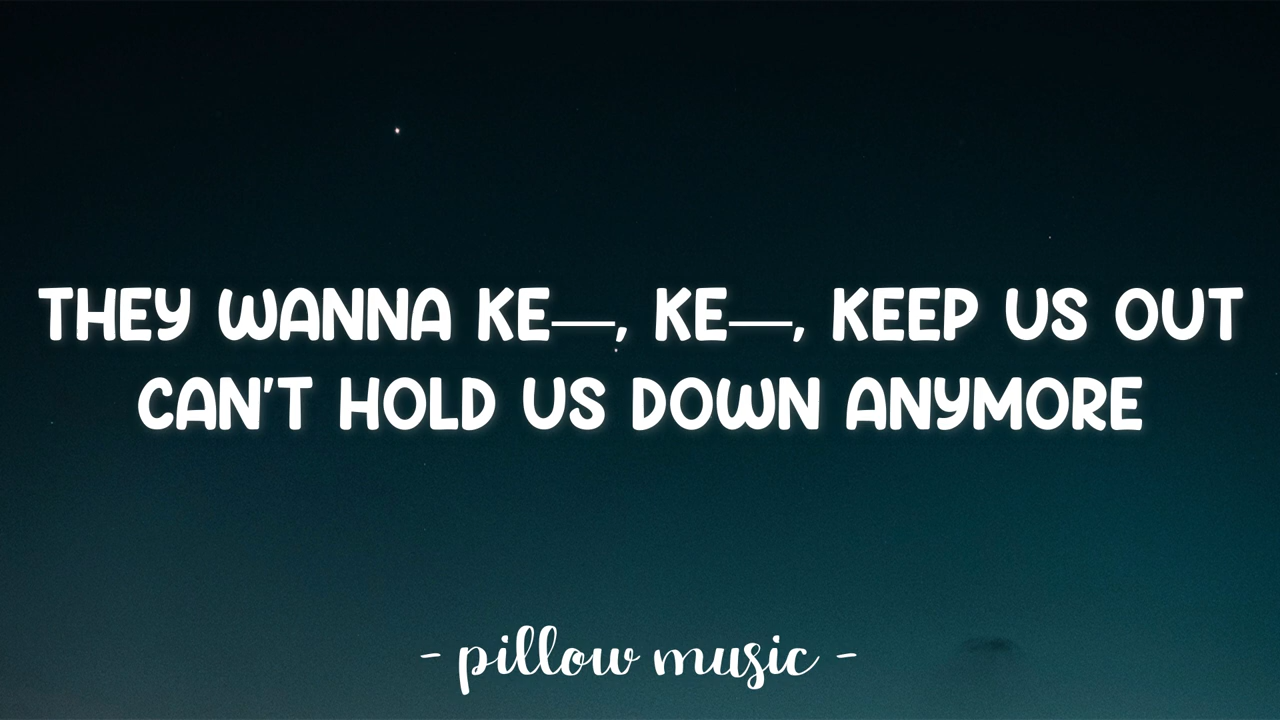 THEY WANNA KE—, KE—, KEEP US OUT
CAN'T HOLD US DOWN ANYMORE
- pillow music -